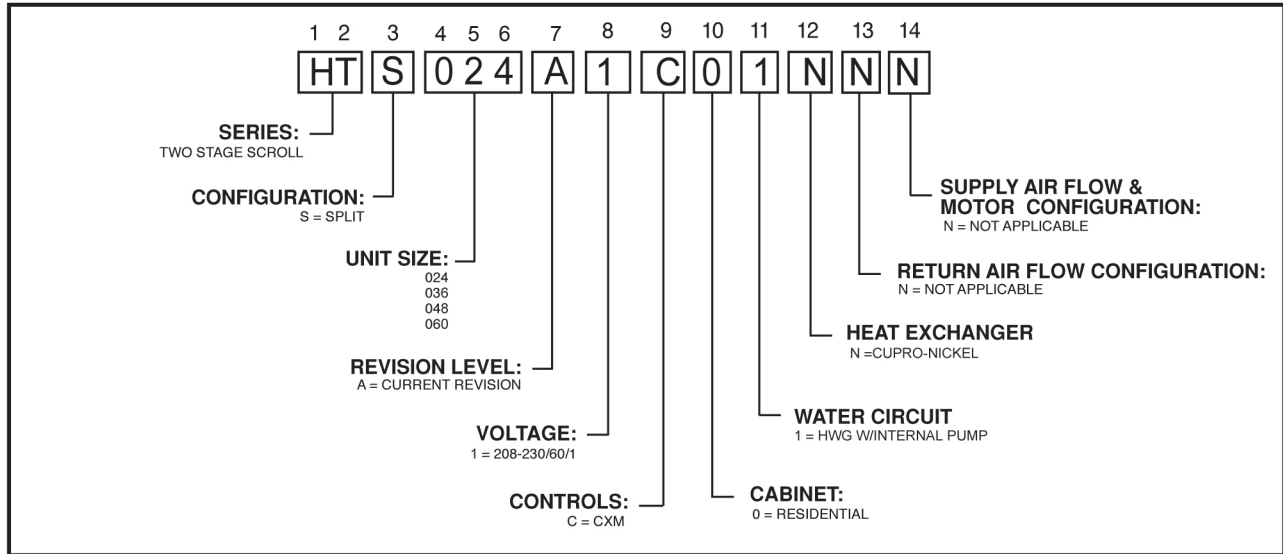 1 2 3 4 5 6 7 8 9 10 11 12 13 14
HT S 0 2 4 A 1 C 0 1 N N N
SERIES:
TWO STAGE SCROLL
CONFIGURATION:
S = SPLIT
UNIT SIZE:
024
036
048
060
REVISION LEVEL:
A = CURRENT REVISION
VOLTAGE:
1 = 208-230/60/1
CONTROLS:
C = CXM
SUPPLY AIR FLOW &
MOTOR CONFIGURATION:
N = NOT APPLICABLE
RETURN AIR FLOW CONFIGURATION:
N = NOT APPLICABLE
HEAT EXCHANGER
N =CUPRO-NICKEL
WATER CIRCUIT
1 = HWG W/INTERNAL PUMP
CABINET:
0 = RESIDENTIAL